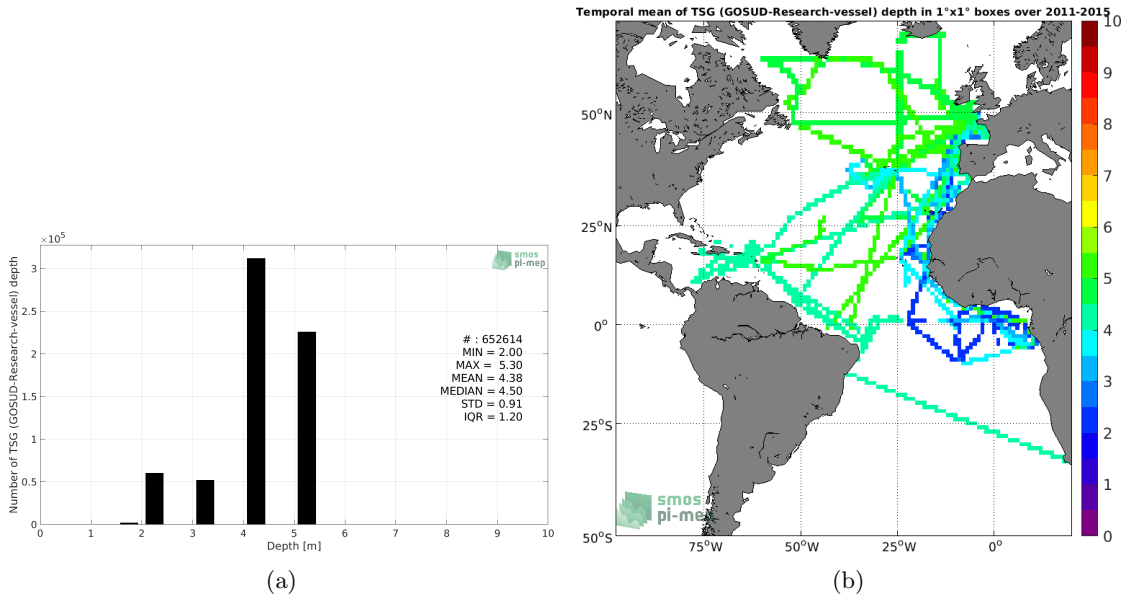 Temporal mean of TSG (GOSUD-Research-vessel) depth in 1°x1° boxes over 2011-2015
×10⁵
3
2.5
2
1.5
1
0.5
0
Number of TSG (GOSUD-Research-vessel) depth
smos
pi-mep
# : 652614
MIN = 2.00
MAX = 5.30
MEAN = 4.38
MEDIAN = 4.50
STD = 0.91
IQR = 1.20
0 1 2 3 4 5 6 7 8 9 10
Depth [m]
(a)
50°N
25°N
0°
25°S
50°S
75°W 50°W 25°W 0°
smos
pi-mep
10
9
8
7
6
5
4
3
2
1
0
(b)